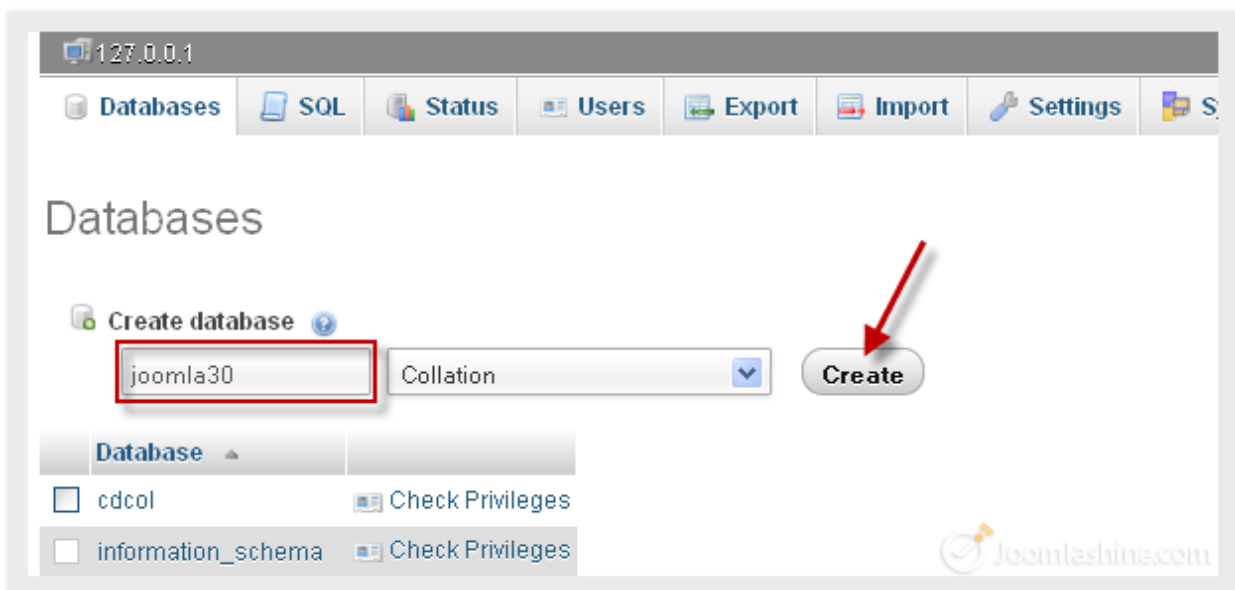 127.0.0.1
Databases SQL Status Users Export Import Settings
Databases
Create database
joomla30 Collation Create
Database
cdcol Check Privileges
information_schema Check Privileges
Joomlashine.com